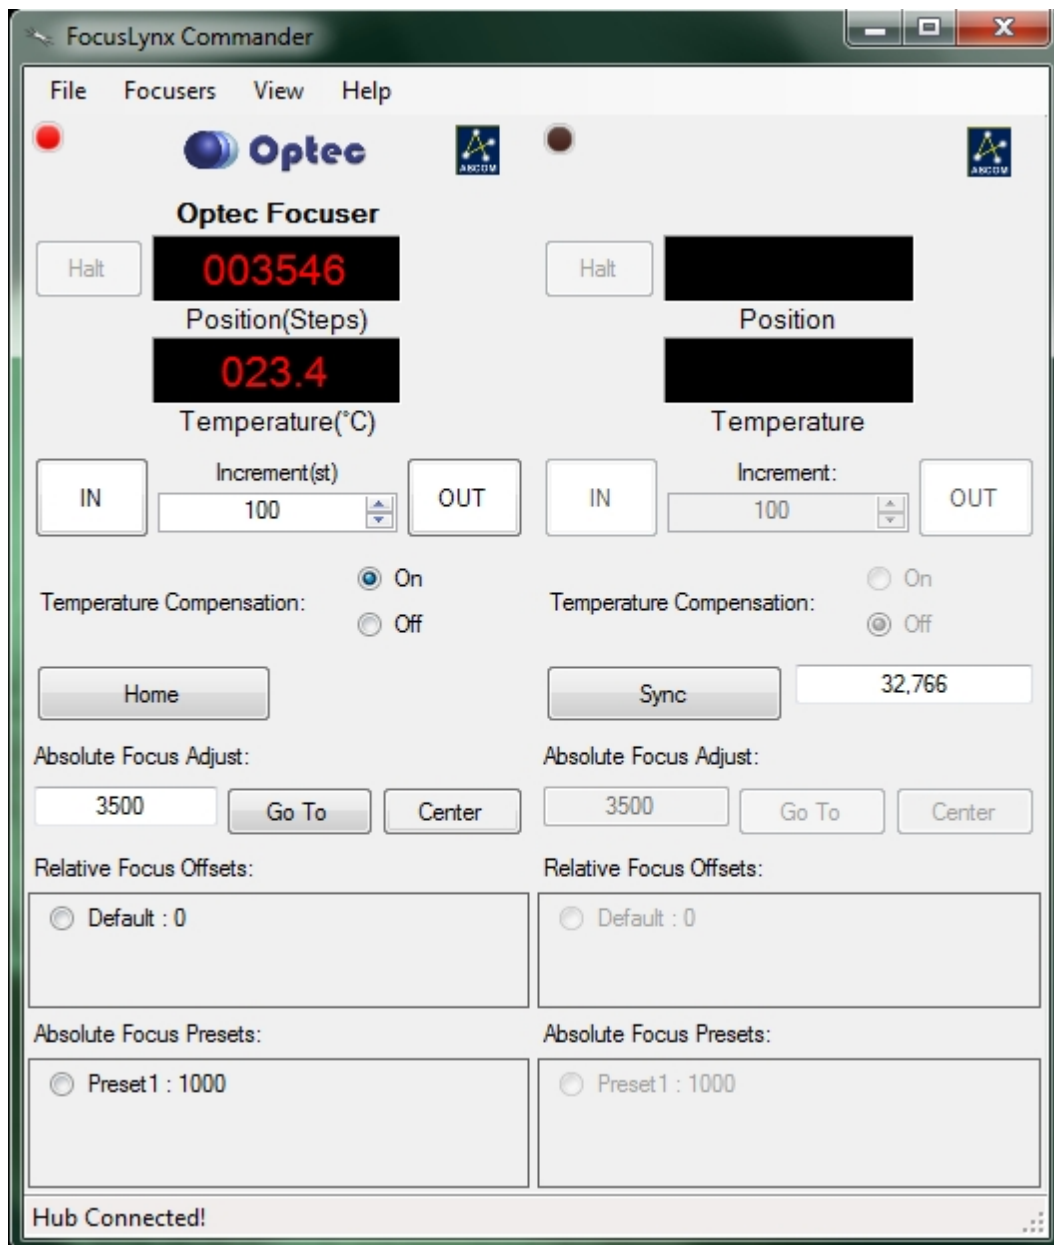 FocusLynx Commander
File Focusers View Help
Optec ASCOM ASCOM
Optec Focuser
Halt 003546 Halt
Position(Steps) Position
023.4
Temperature(°C) Temperature
Increment(st) Increment:
IN 100 OUT IN 100 OUT
On On
Temperature Compensation: Temperature Compensation:
Off Off
Home Sync 32,766
Absolute Focus Adjust: Absolute Focus Adjust:
3500 Go To Center 3500 Go To Center
Relative Focus Offsets: Relative Focus Offsets:
Default : 0 Default : 0
Absolute Focus Presets: Absolute Focus Presets:
Preset1 : 1000 Preset1 : 1000
Hub Connected!